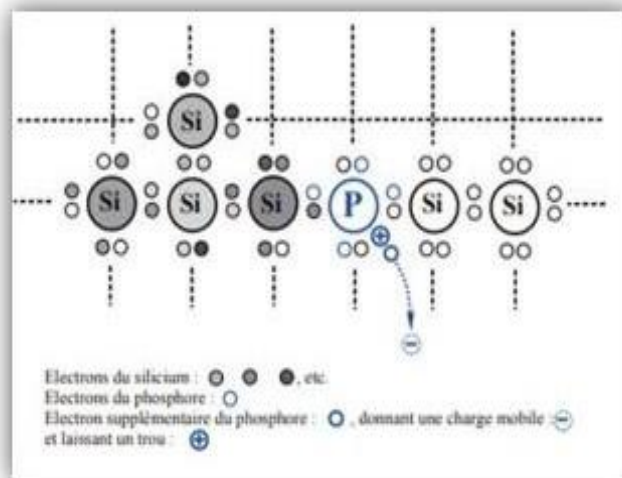 Si
Si Si Si P Si Si
Electrons du silicium : , etc.
Electrons du phosphore :
Electron supplémentaire du phosphore : , donnant une charge mobile :
et laissant un trou :